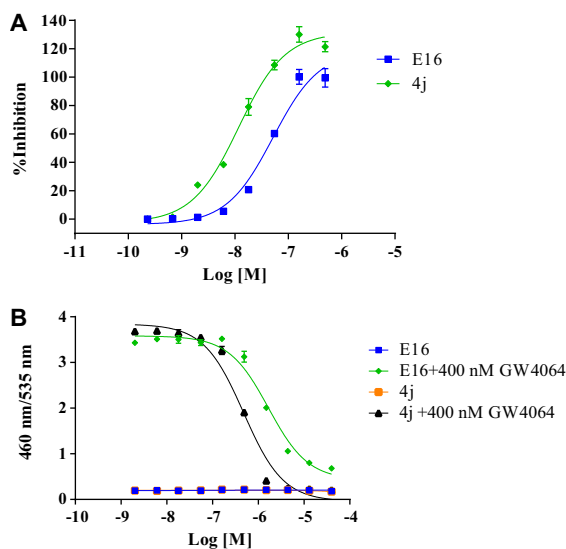 A
%Inhibition
140
120
100
80
60
40
20
0
-11 -10 -9 -8 -7 -6 -5
Log [M]
E16
4j
B
460 nm/535 nm
4
3
2
1
0
-10 -9 -8 -7 -6 -5 -4
Log [M]
E16
E16+400 nM GW4064
4j
4j +400 nM GW4064